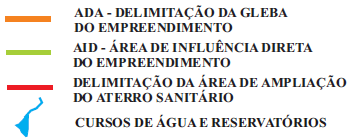 ADA - DELIMITAÇÃO DA GLEBA
DO EMPREENDIMENTO
AID - ÁREA DE INFLUÊNCIA DIRETA
DO EMPREENDIMENTO
DELIMITAÇÃO DA ÁREA DE AMPLIAÇÃO
DO ATERRO SANITÁRIO
CURSOS DE ÁGUA E RESERVATÓRIOS